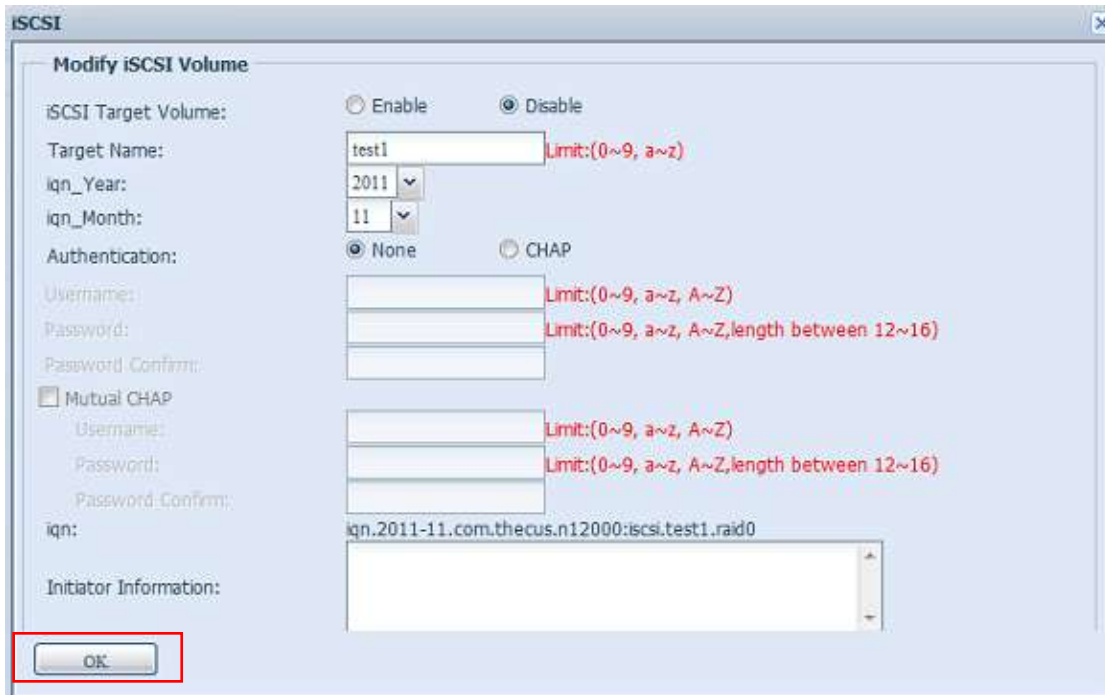 iSCSI
Modify iSCSI Volume
iSCSI Target Volume: Enable Disable
Target Name: test1 Limit:(0~9, a~z)
iqn_Year: 2011
iqn_Month: 11
Authentication: None CHAP
Username: Limit:(0~9, a~z, A~Z)
Password: Limit:(0~9, a~z, A~Z,length between 12~16)
Password Confirm:
Mutual CHAP
Username: Limit:(0~9, a~z, A~Z)
Password: Limit:(0~9, a~z, A~Z,length between 12~16)
Password Confirm:
iqn: iqn.2011-11.com.thecus.n12000:iscsi.test1.raid0
Initiator Information:
OK